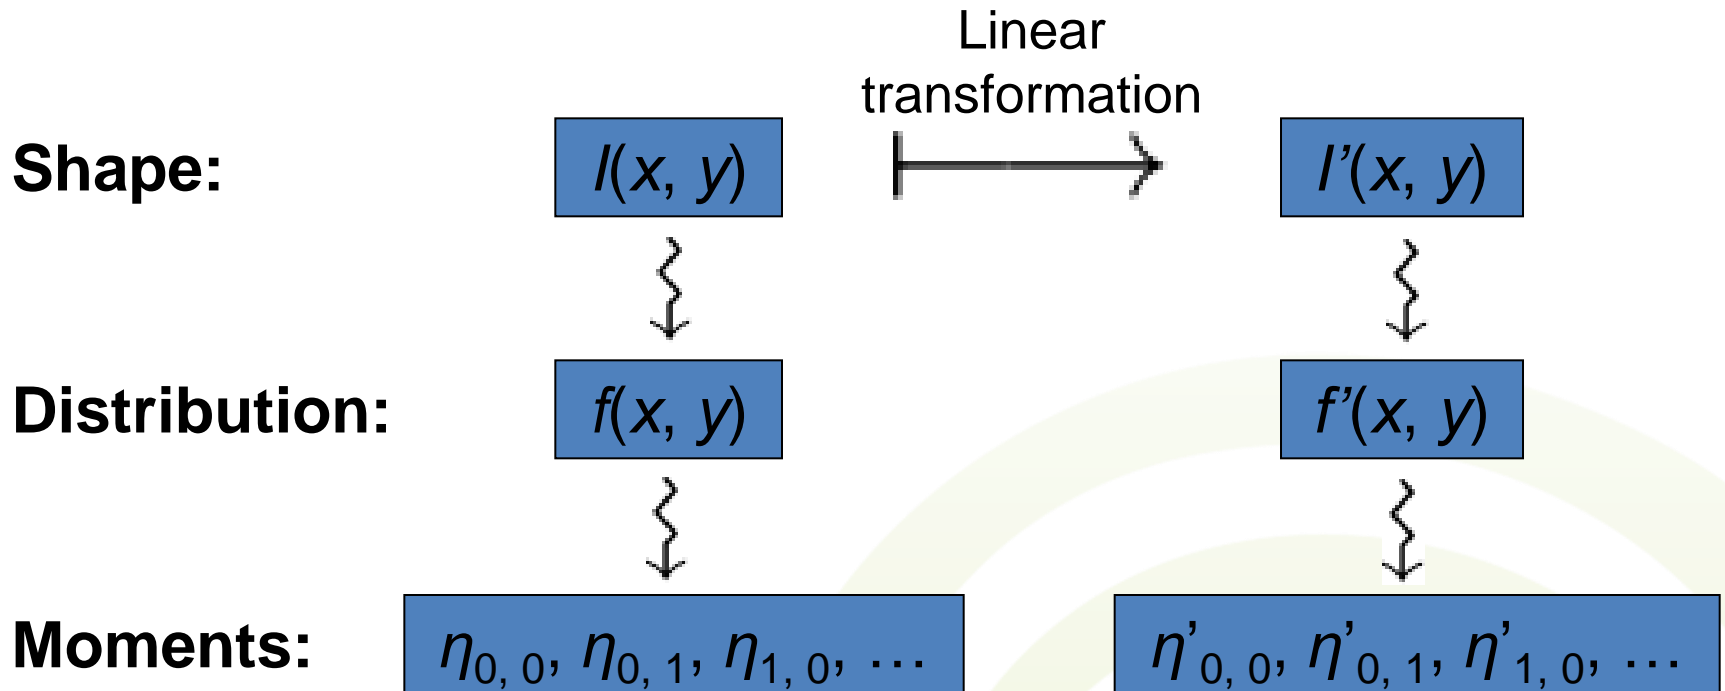 Linear
transformation
Shape: I(x, y) I’(x, y)
Distribution: f(x, y) f’(x, y)
Moments: η0, 0, η0, 1, η1, 0, … η’0, 0, η’0, 1, η’1, 0, …